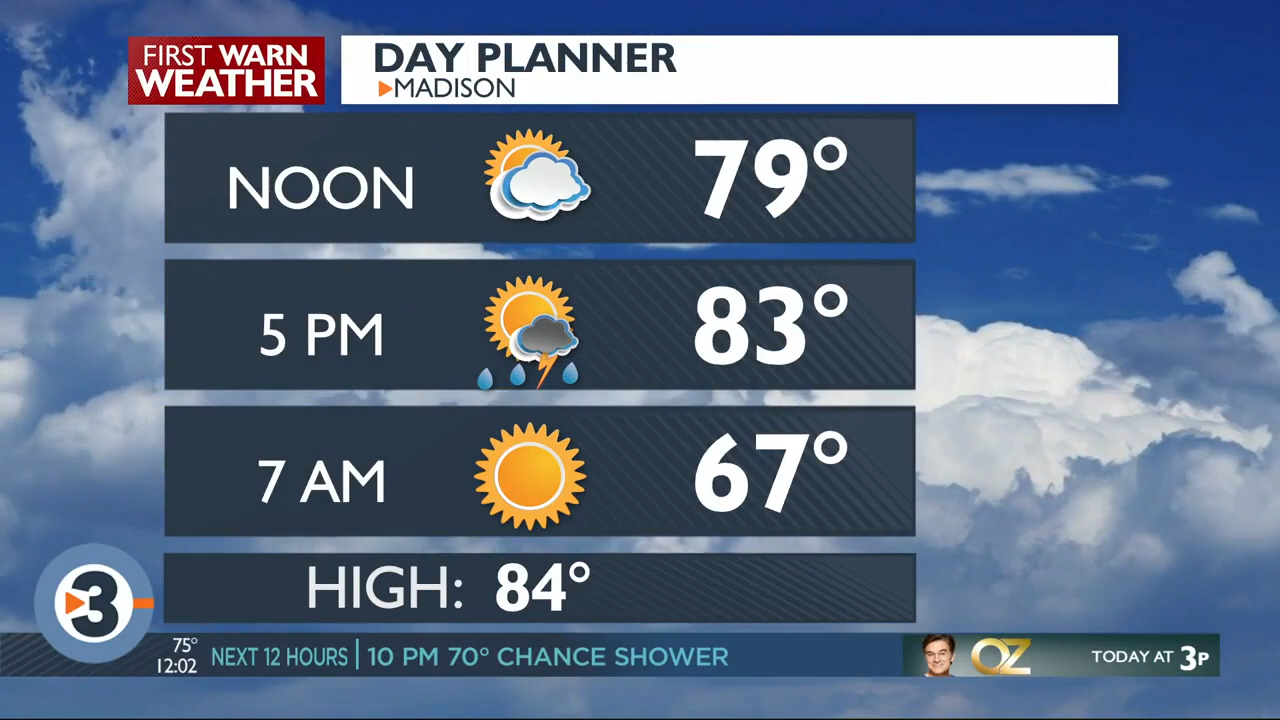 FIRST WARN
WEATHER
DAY PLANNER
MADISON
NOON 79°
5 PM 83°
7 AM 67°
HIGH: 84°
3
75°
12:02
NEXT 12 HOURS | 10 PM 70° CHANCE SHOWER
OZ
TODAY AT 3P